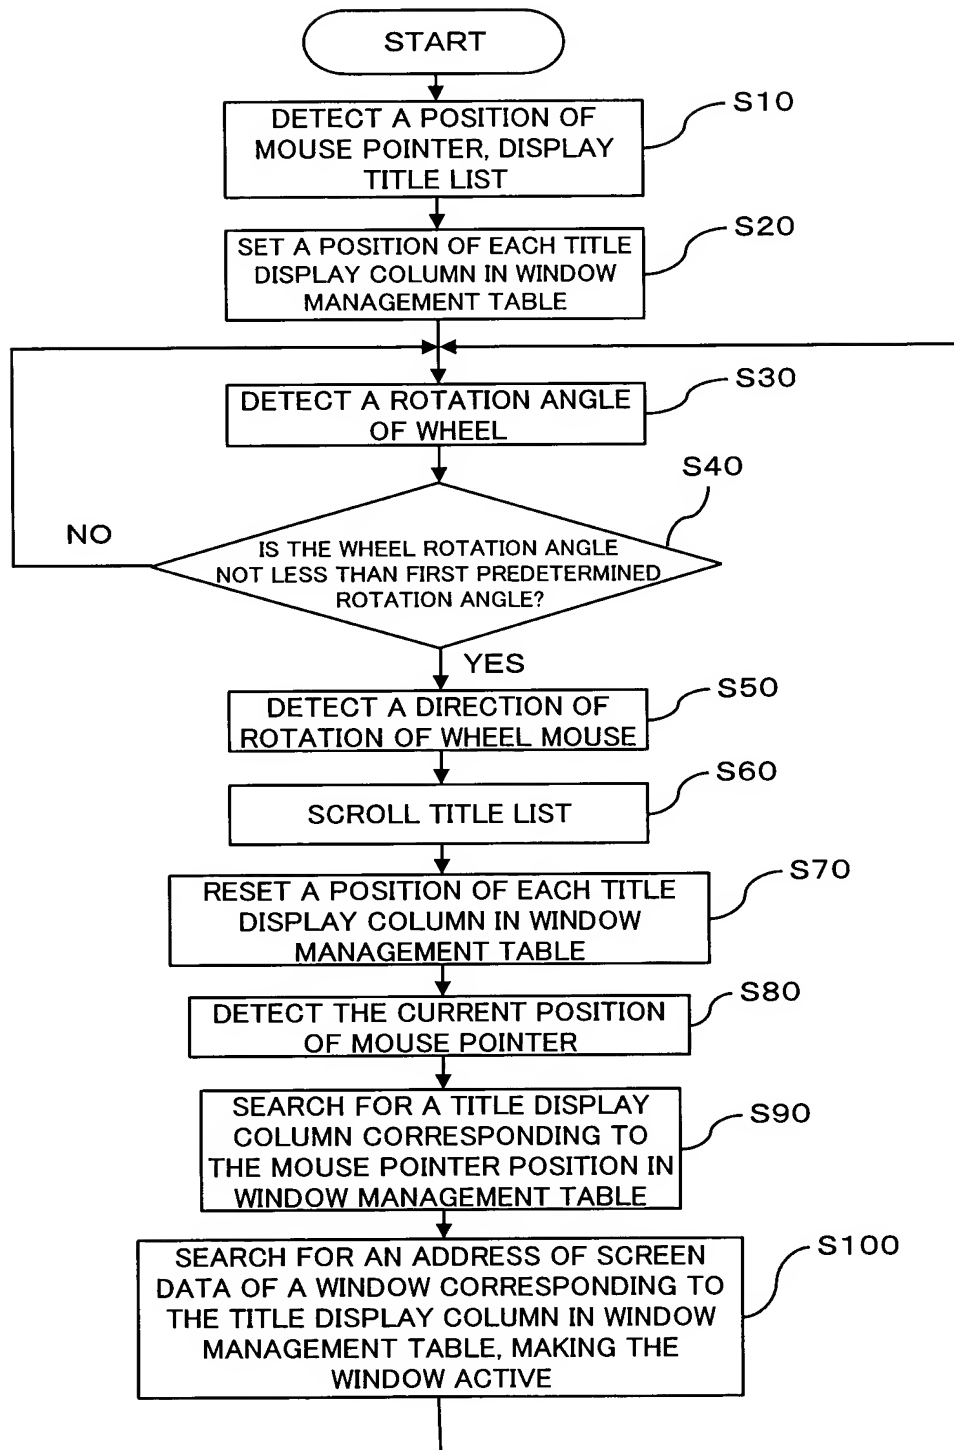 START
S10
DETECT A POSITION OF
MOUSE POINTER, DISPLAY
TITLE LIST
S20
SET A POSITION OF EACH TITLE
DISPLAY COLUMN IN WINDOW
MANAGEMENT TABLE
S30
DETECT A ROTATION ANGLE
OF WHEEL
S40
NO
IS THE WHEEL ROTATION ANGLE
NOT LESS THAN FIRST PREDETERMINED
ROTATION ANGLE?
YES
S50
DETECT A DIRECTION OF
ROTATION OF WHEEL MOUSE
S60
SCROLL TITLE LIST
S70
RESET A POSITION OF EACH TITLE
DISPLAY COLUMN IN WINDOW
MANAGEMENT TABLE
S80
DETECT THE CURRENT POSITION
OF MOUSE POINTER
S90
SEARCH FOR A TITLE DISPLAY
COLUMN CORRESPONDING TO
THE MOUSE POINTER POSITION IN
WINDOW MANAGEMENT TABLE
S100
SEARCH FOR AN ADDRESS OF SCREEN
DATA OF A WINDOW CORRESPONDING TO
THE TITLE DISPLAY COLUMN IN WINDOW
MANAGEMENT TABLE, MAKING THE
WINDOW ACTIVE